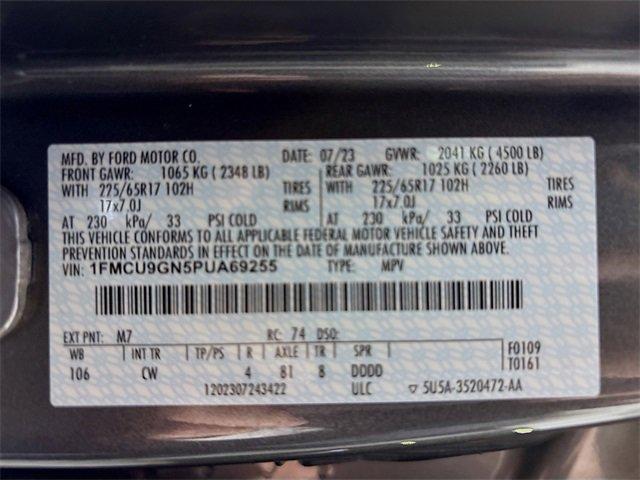 MFD. BY FORD MOTOR CO. DATE: 07/23 GVWR: 2041 KG ( 4500 LB)
FRONT GAWR: 1065 KG ( 2348 LB) REAR GAWR: 1025 KG ( 2260 LB)
WITH 225/65R17 102H TIRES WITH 225/65R17 102H TIRES
17x7.0J RIMS 17x7.0J RIMS
AT 230 kPa/ 33 PSI COLD AT 230 kPa/ 33 PSI COLD
THIS VEHICLE CONFORMS TO ALL APPLICABLE FEDERAL MOTOR VEHICLE SAFETY AND THEFT
PREVENTION STANDARDS IN EFFECT ON THE DATE OF MANUFACTURE SHOWN ABOVE.
VIN: 1FMCU9GN5PUA69255 TYPE: MPV
EXT PNT: M7 RC: 74 DSO:
WB INT TR TP/PS R AXLE TR SPR F0109
106 CW 4 81 8 DDDD T0161
1202307243422 ULC ▽ 5U5A-3520472-AA